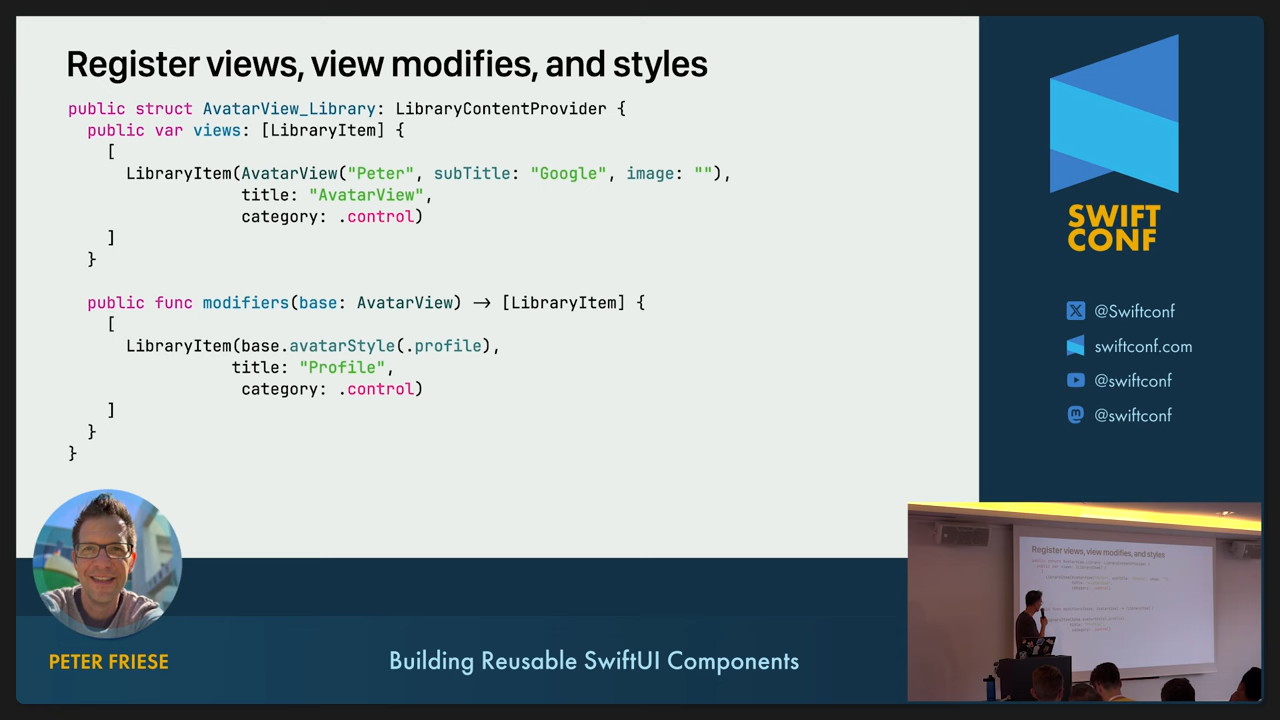 Register views, view modifies, and styles
public struct AvatarView_Library: LibraryContentProvider {
  public var views: [LibraryItem] {
    [
      LibraryItem(AvatarView("Peter", subTitle: "Google", image: ""),
                  title: "AvatarView",
                  category: .control)
    ]
  }

  public func modifiers(base: AvatarView) → [LibraryItem] {
    [
      LibraryItem(base.avatarStyle(.profile),
                 title: "Profile",
                  category: .control)
    ]
  }
}
SWIFT
CONF
@Swiftconf
swiftconf.com
@swiftconf
@swiftconf
PETER FRIESE
Building Reusable SwiftUI Components
Register views, view modifies, and styles